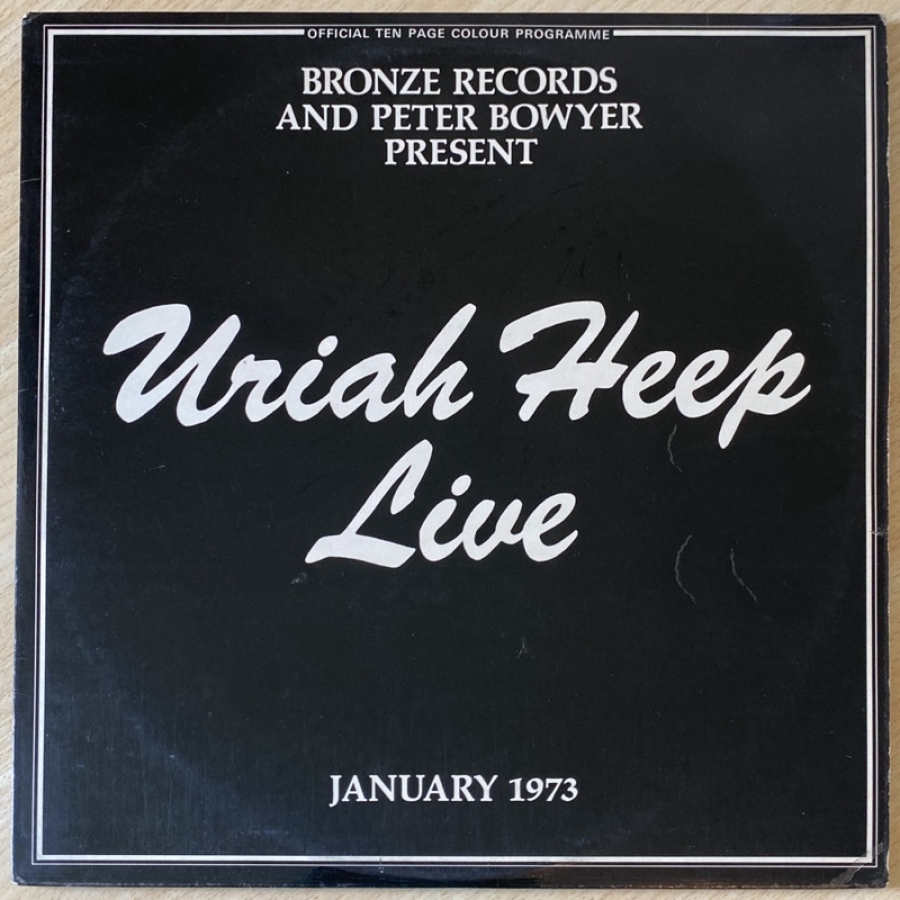 OFFICIAL TEN PAGE COLOUR PROGRAMME
BRONZE RECORDS
AND PETER BOWYER
PRESENT
Uriah Heep
Live
JANUARY 1973